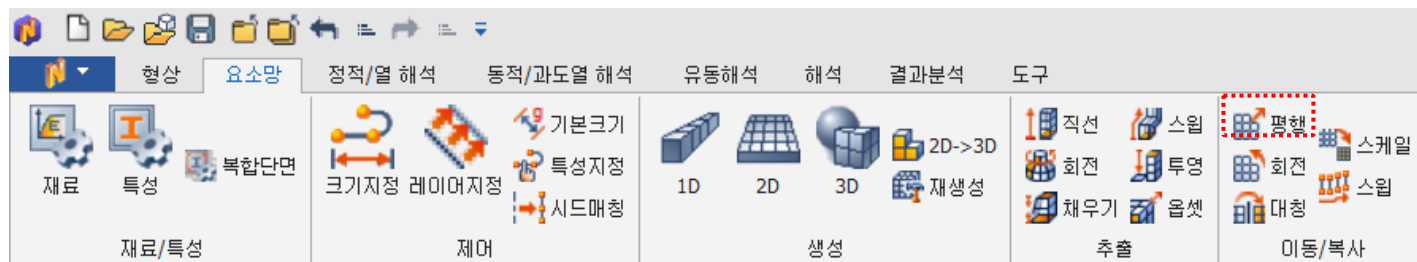 형상 요소망 정적/열 해석 동적/과도열 해석 유동해석 해석 결과분석 도구
재료 특성 복합단면
재료/특성
크기지정 레이어지정 기본크기
특성지정
시드매칭
제어
1D 2D 3D 2D->3D
재생성
생성
직선 스윕
회전 투영
채우기 옵셋
추출
평행 스케일
회전 스윕
대칭
이동/복사